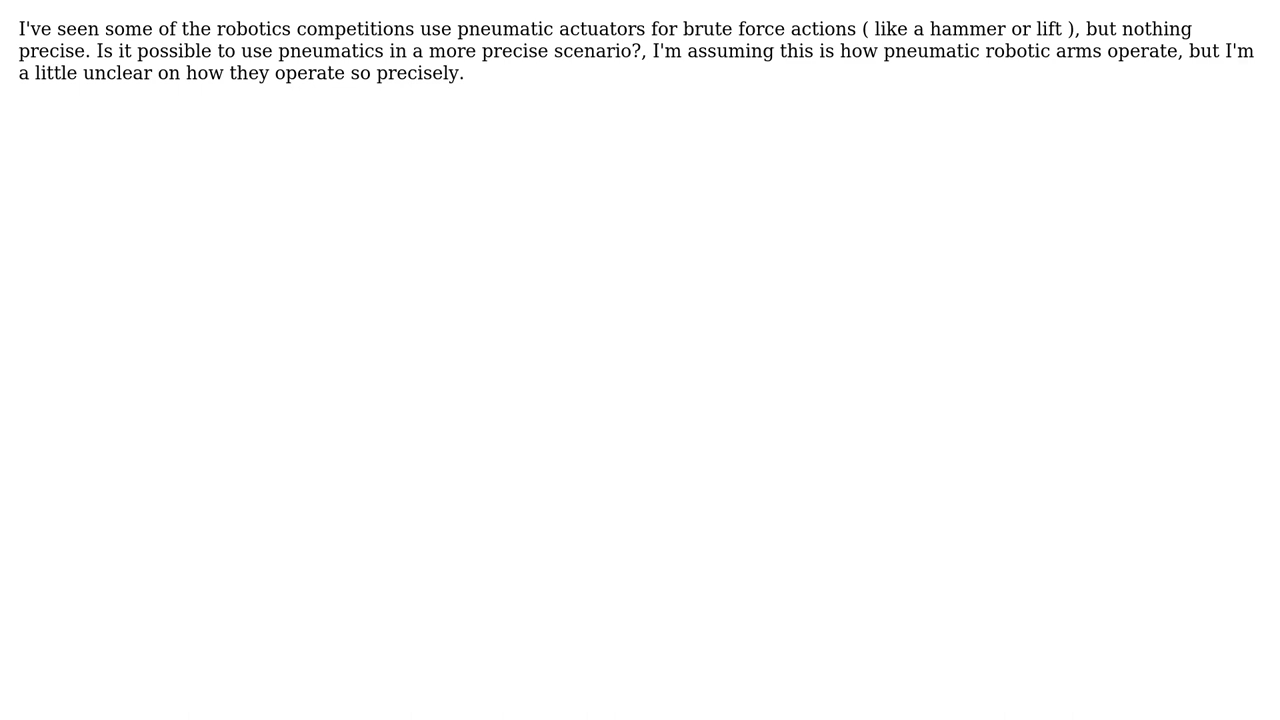 I've seen some of the robotics competitions use pneumatic actuators for brute force actions ( like a hammer or lift ), but nothing
precise. Is it possible to use pneumatics in a more precise scenario?, I'm assuming this is how pneumatic robotic arms operate, but I'm
a little unclear on how they operate so precisely.